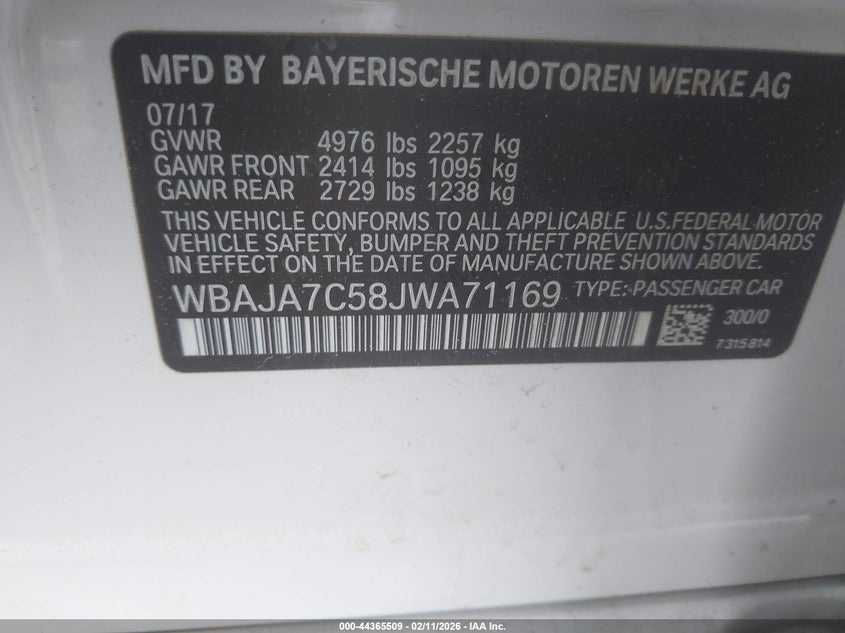 MFD BY BAYERISCHE MOTOREN WERKE AG
07/17
GVWR 4976 lbs 2257 kg
GAWR FRONT 2414 lbs 1095 kg
GAWR REAR 2729 lbs 1238 kg
THIS VEHICLE CONFORMS TO ALL APPLICABLE U.S.FEDERAL MOTOR
VEHICLE SAFETY, BUMPER AND THEFT PREVENTION STANDARDS
IN EFFECT ON THE DATE OF MANUFACTURE SHOWN ABOVE.
WBAJA7C58JWA71169 TYPE: PASSENGER CAR
300/0
7315814
000-44365509 - 02/11/2026 - IAA Inc.